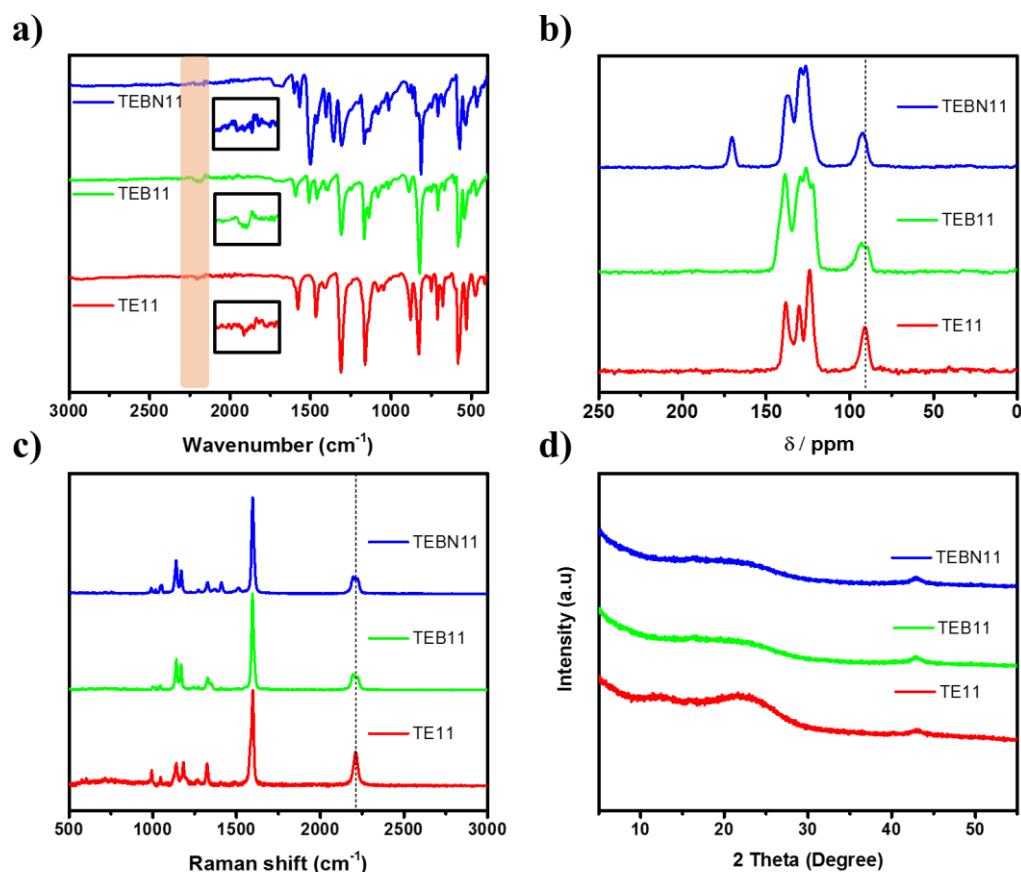 a)
TEBN11
TEB11
TE11
3000 2500 2000 1500 1000 500
Wavenumber (cm-1)
b)
TEBN11
TEB11
TE11
250 200 150 100 50 0
δ / ppm
c)
TEBN11
TEB11
TE11
500 1000 1500 2000 2500 3000
Raman shift (cm-1)
d)
Intensity (a.u)
TEBN11
TEB11
TE11
10 20 30 40 50
2 Theta (Degree)